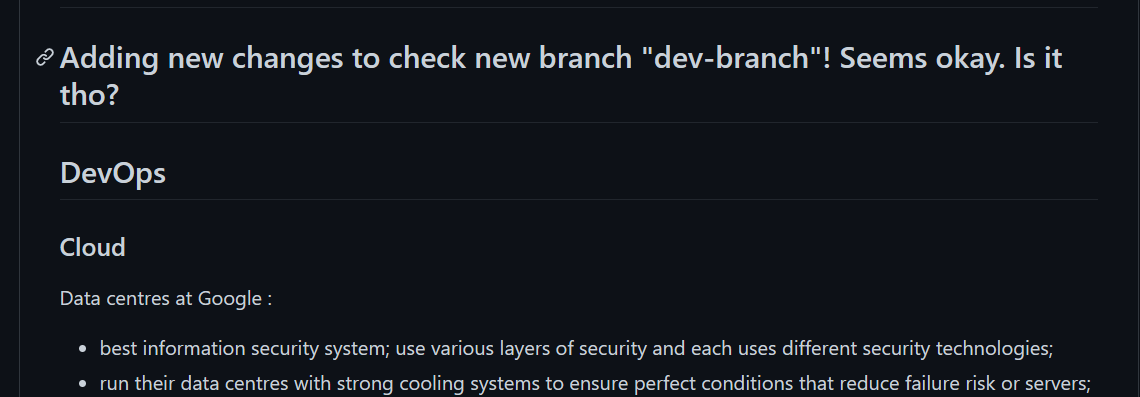 Adding new changes to check new branch "dev-branch"! Seems okay. Is it
tho?
DevOps
Cloud
Data centres at Google :
best information security system; use various layers of security and each uses different security technologies;
run their data centres with strong cooling systems to ensure perfect conditions that reduce failure risk or servers;